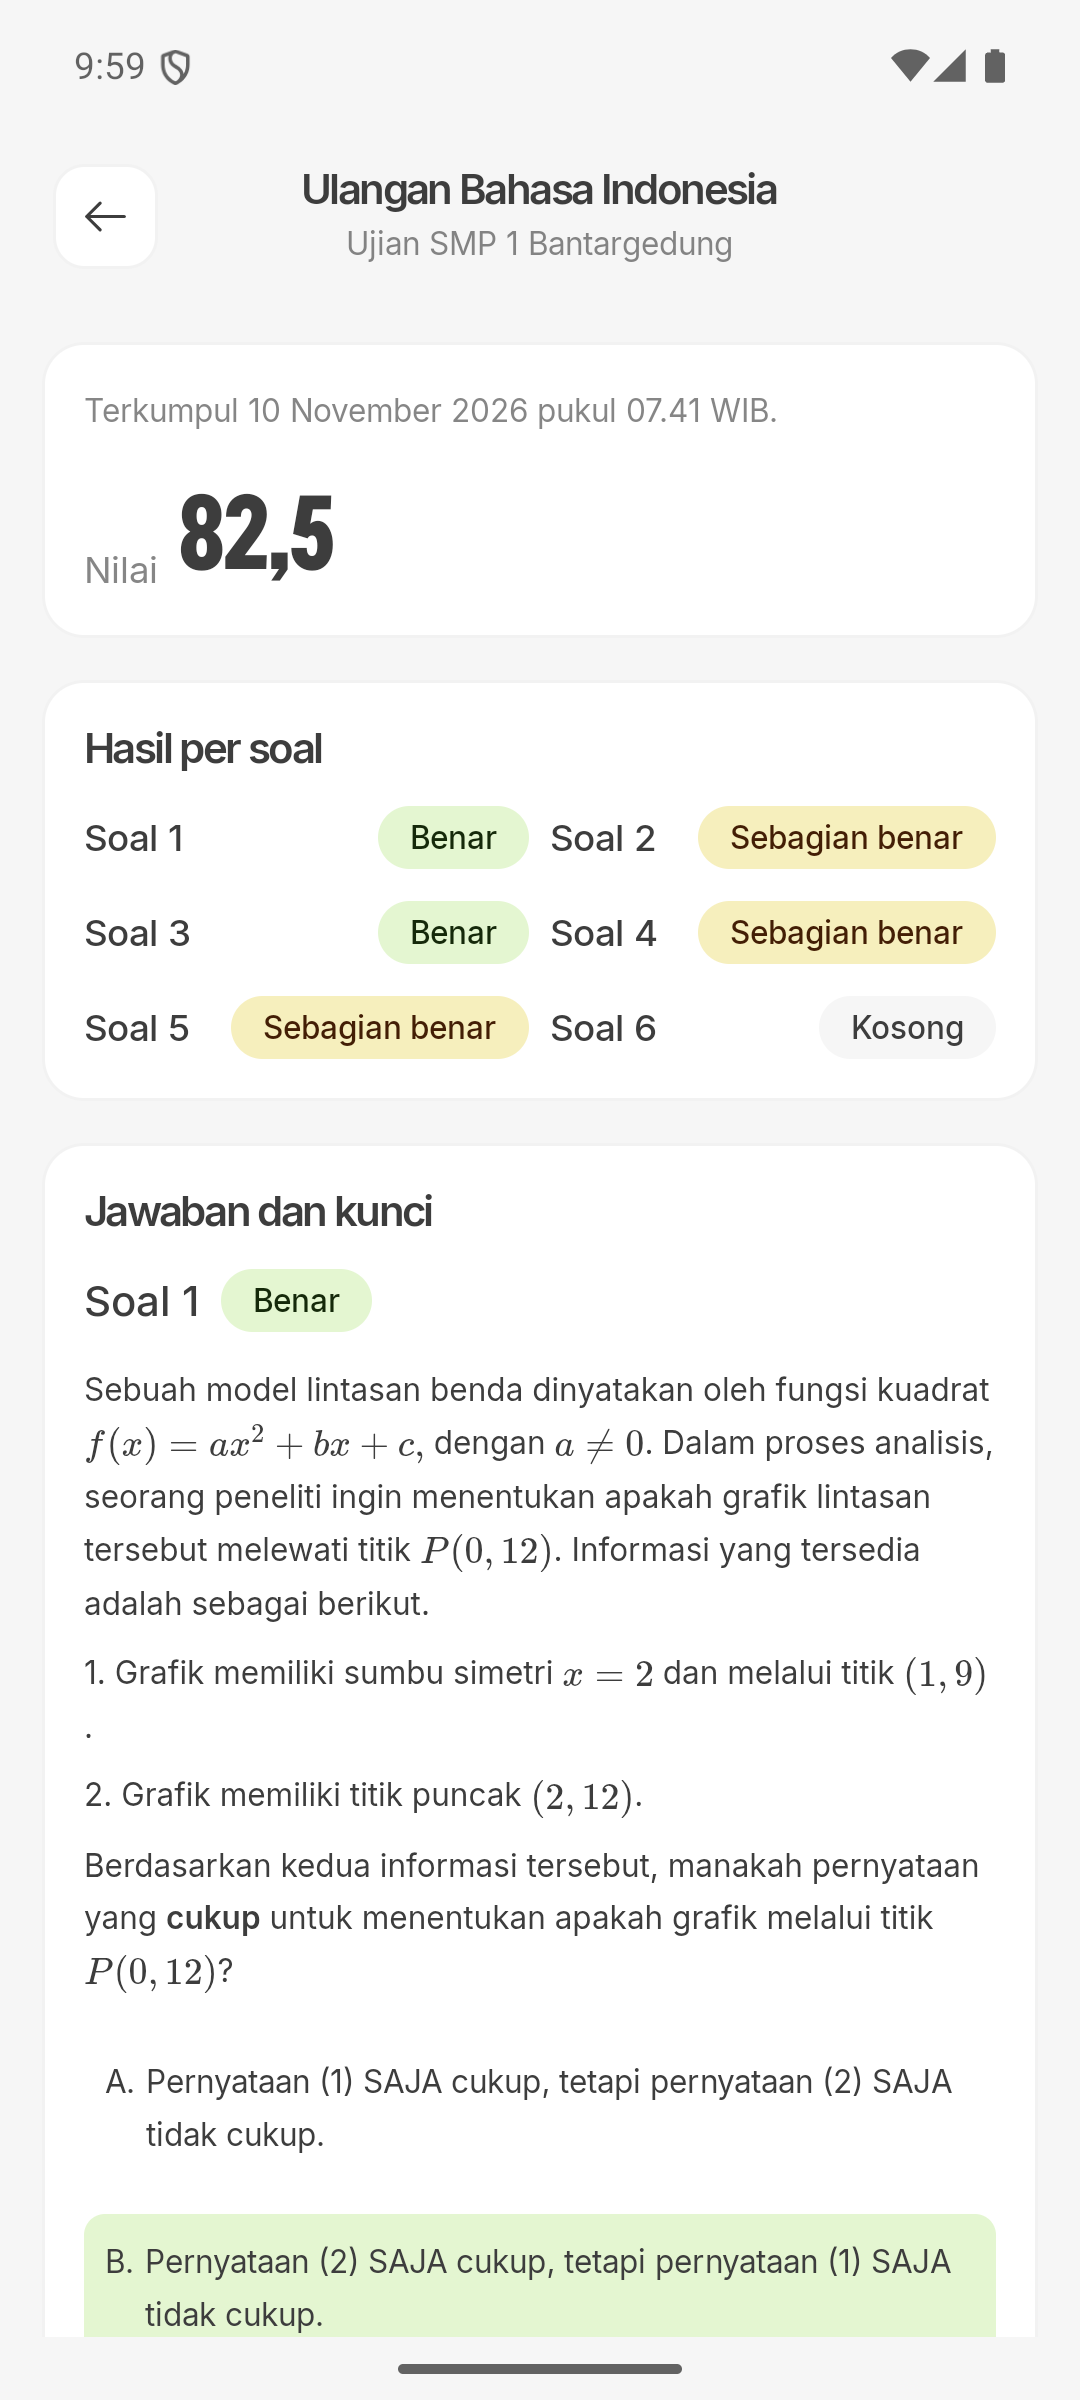 9:59
Ulangan Bahasa Indonesia
Ujian SMP 1 Bantargedung
Terkumpul 10 November 2026 pukul 07.41 WIB.
Nilai 82,5
Hasil per soal
Soal 1 Benar Soal 2 Sebagian benar
Soal 3 Benar Soal 4 Sebagian benar
Soal 5 Sebagian benar Soal 6 Kosong
Jawaban dan kunci
Soal 1 Benar
Sebuah model lintasan benda dinyatakan oleh fungsi kuadrat
f(x) = ax² + bx + c, dengan a ≠ 0. Dalam proses analisis,
seorang peneliti ingin menentukan apakah grafik lintasan
tersebut melewati titik P(0, 12). Informasi yang tersedia
adalah sebagai berikut.
1. Grafik memiliki sumbu simetri x = 2 dan melalui titik (1, 9)
.
2. Grafik memiliki titik puncak (2, 12).
Berdasarkan kedua informasi tersebut, manakah pernyataan
yang cukup untuk menentukan apakah grafik melalui titik
P(0, 12)?
A. Pernyataan (1) SAJA cukup, tetapi pernyataan (2) SAJA
tidak cukup.
B. Pernyataan (2) SAJA cukup, tetapi pernyataan (1) SAJA
tidak cukup.